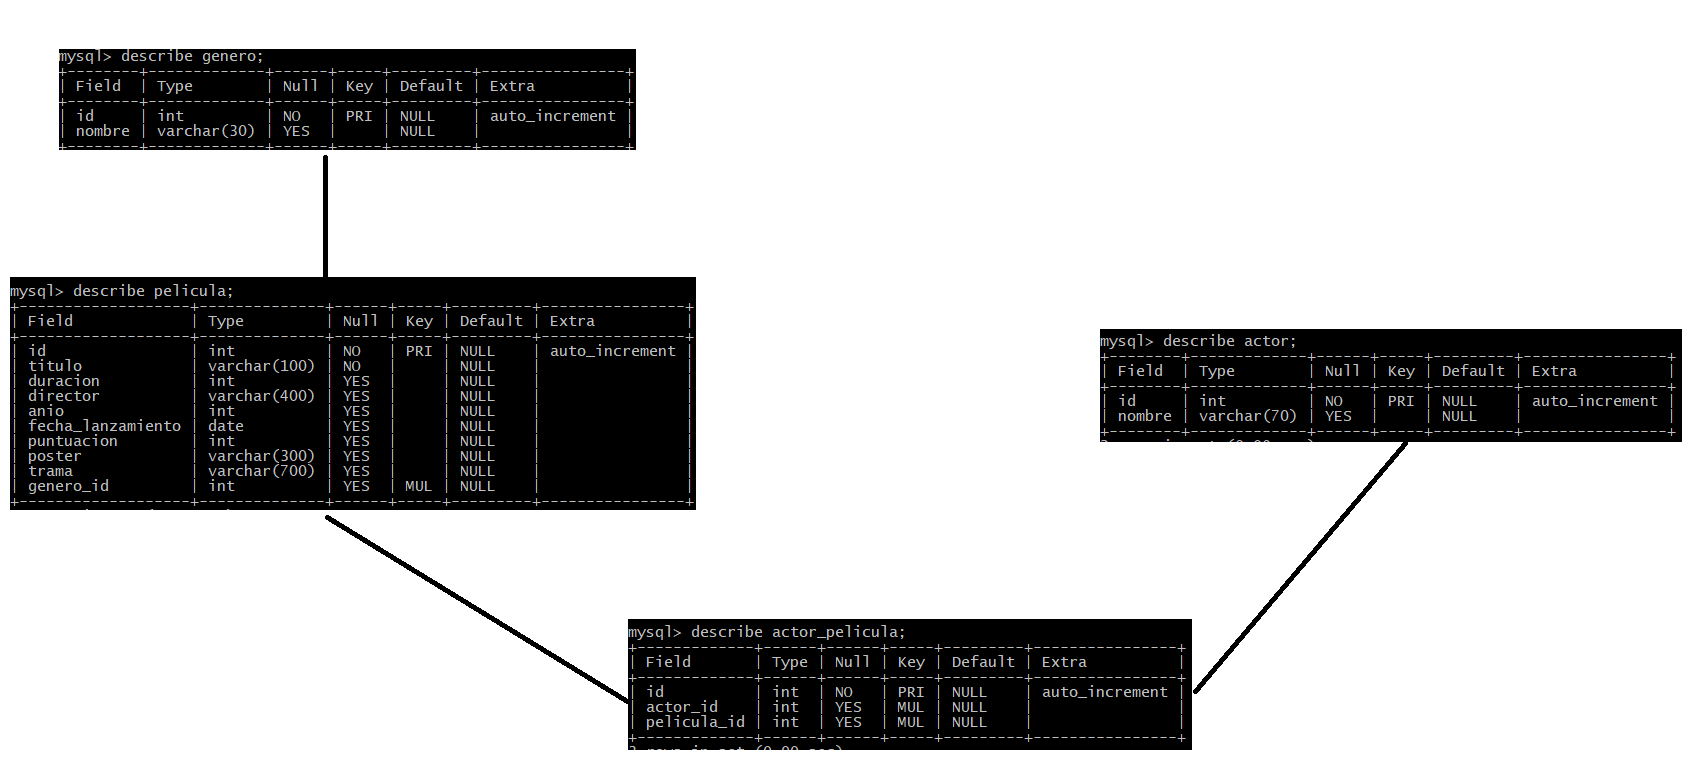 mysql> describe genero;
+--------+-------------+------+-----+---------+----------------+
| Field  | Type        | Null | Key | Default | Extra          |
+--------+-------------+------+-----+---------+----------------+
| id     | int         | NO   | PRI | NULL    | auto_increment |
| nombre | varchar(30) | YES  |     | NULL    |                |
+--------+-------------+------+-----+---------+----------------+
mysql> describe pelicula;
+-------------------+--------------+------+-----+---------+----------------+
| Field             | Type         | Null | Key | Default | Extra          |
+-------------------+--------------+------+-----+---------+----------------+
| id                | int          | NO   | PRI | NULL    | auto_increment |
| titulo            | varchar(100) | NO   |     | NULL    |                |
| duracion          | int          | YES  |     | NULL    |                |
| director          | varchar(400) | YES  |     | NULL    |                |
| anio              | int          | YES  |     | NULL    |                |
| fecha_lanzamiento | date         | YES  |     | NULL    |                |
| puntuacion        | int          | YES  |     | NULL    |                |
| poster            | varchar(300) | YES  |     | NULL    |                |
| trama             | varchar(700) | YES  |     | NULL    |                |
| genero_id         | int          | YES  | MUL | NULL    |                |
+-------------------+--------------+------+-----+---------+----------------+
mysql> describe actor;
+--------+-------------+------+-----+---------+----------------+
| Field  | Type        | Null | Key | Default | Extra          |
+--------+-------------+------+-----+---------+----------------+
| id     | int         | NO   | PRI | NULL    | auto_increment |
| nombre | varchar(70) | YES  |     | NULL    |                |
+--------+-------------+------+-----+---------+----------------+
mysql> describe actor_pelicula;
+-------------+------+------+-----+---------+----------------+
| Field       | Type | Null | Key | Default | Extra          |
+-------------+------+------+-----+---------+----------------+
| id          | int  | NO   | PRI | NULL    | auto_increment |
| actor_id    | int  | YES  | MUL | NULL    |                |
| pelicula_id | int  | YES  | MUL | NULL    |                |
+-------------+------+------+-----+---------+----------------+